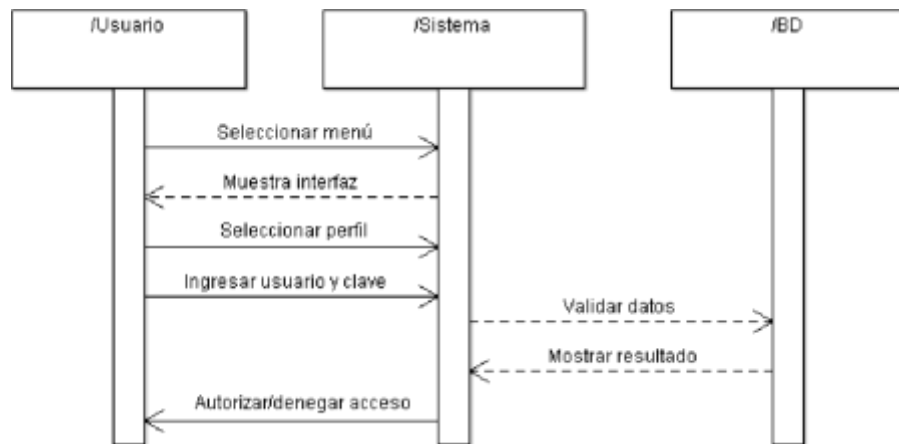 /Usuario
/Sistema
/BD
Seleccionar menú
Muestra interfaz
Seleccionar perfil
Ingresar usuario y clave
Validar datos
Mostrar resultado
Autorizar/denegar acceso